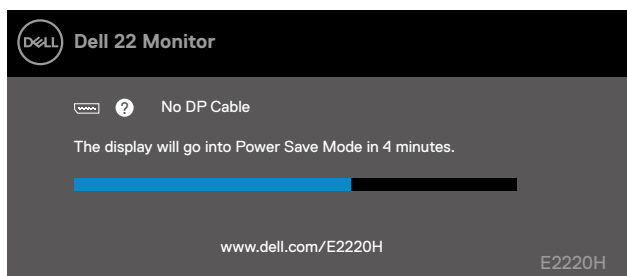 DELL
Dell 22 Monitor
? No DP Cable
The display will go into Power Save Mode in 4 minutes.
www.dell.com/E2220H
E2220H